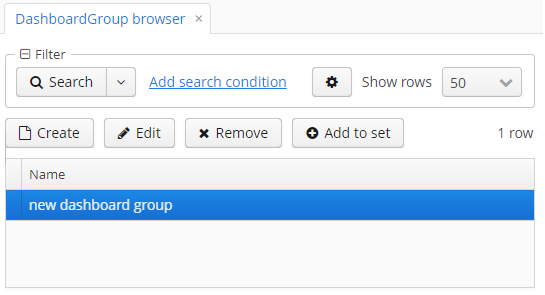 DashboardGroup browser ×
Filter
Search Add search condition Show rows 50
Create Edit Remove Add to set 1 row
Name
new dashboard group